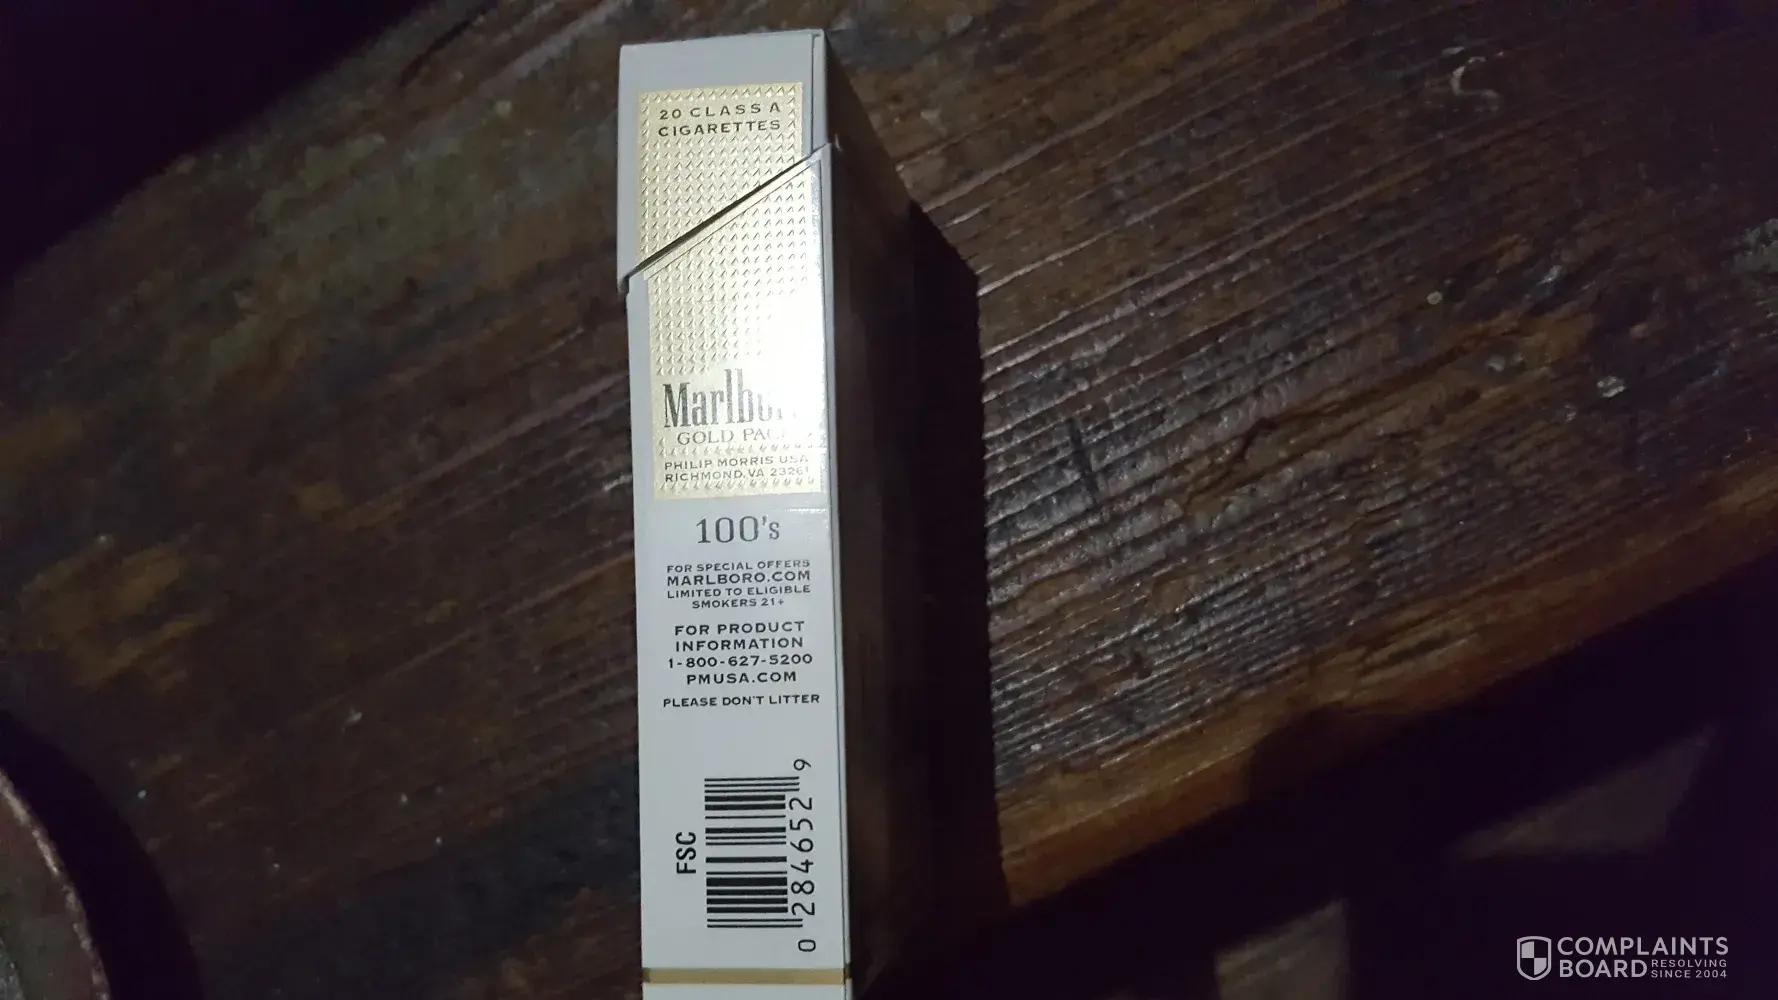 20 CLASS A
CIGARETTES
Marlbo
GOLD PAC
PHILIP MORRIS USA
RICHMOND, VA 23261
100's
FOR SPECIAL OFFERS
MARLBORO.COM
LIMITED TO ELIGIBLE
SMOKERS 21+
FOR PRODUCT
INFORMATION
1-800-627-5200
PMUSA.COM
PLEASE DON'T LITTER
FSC
0 284652 9
COMPLAINTS
BOARD RESOLVING
SINCE 2004